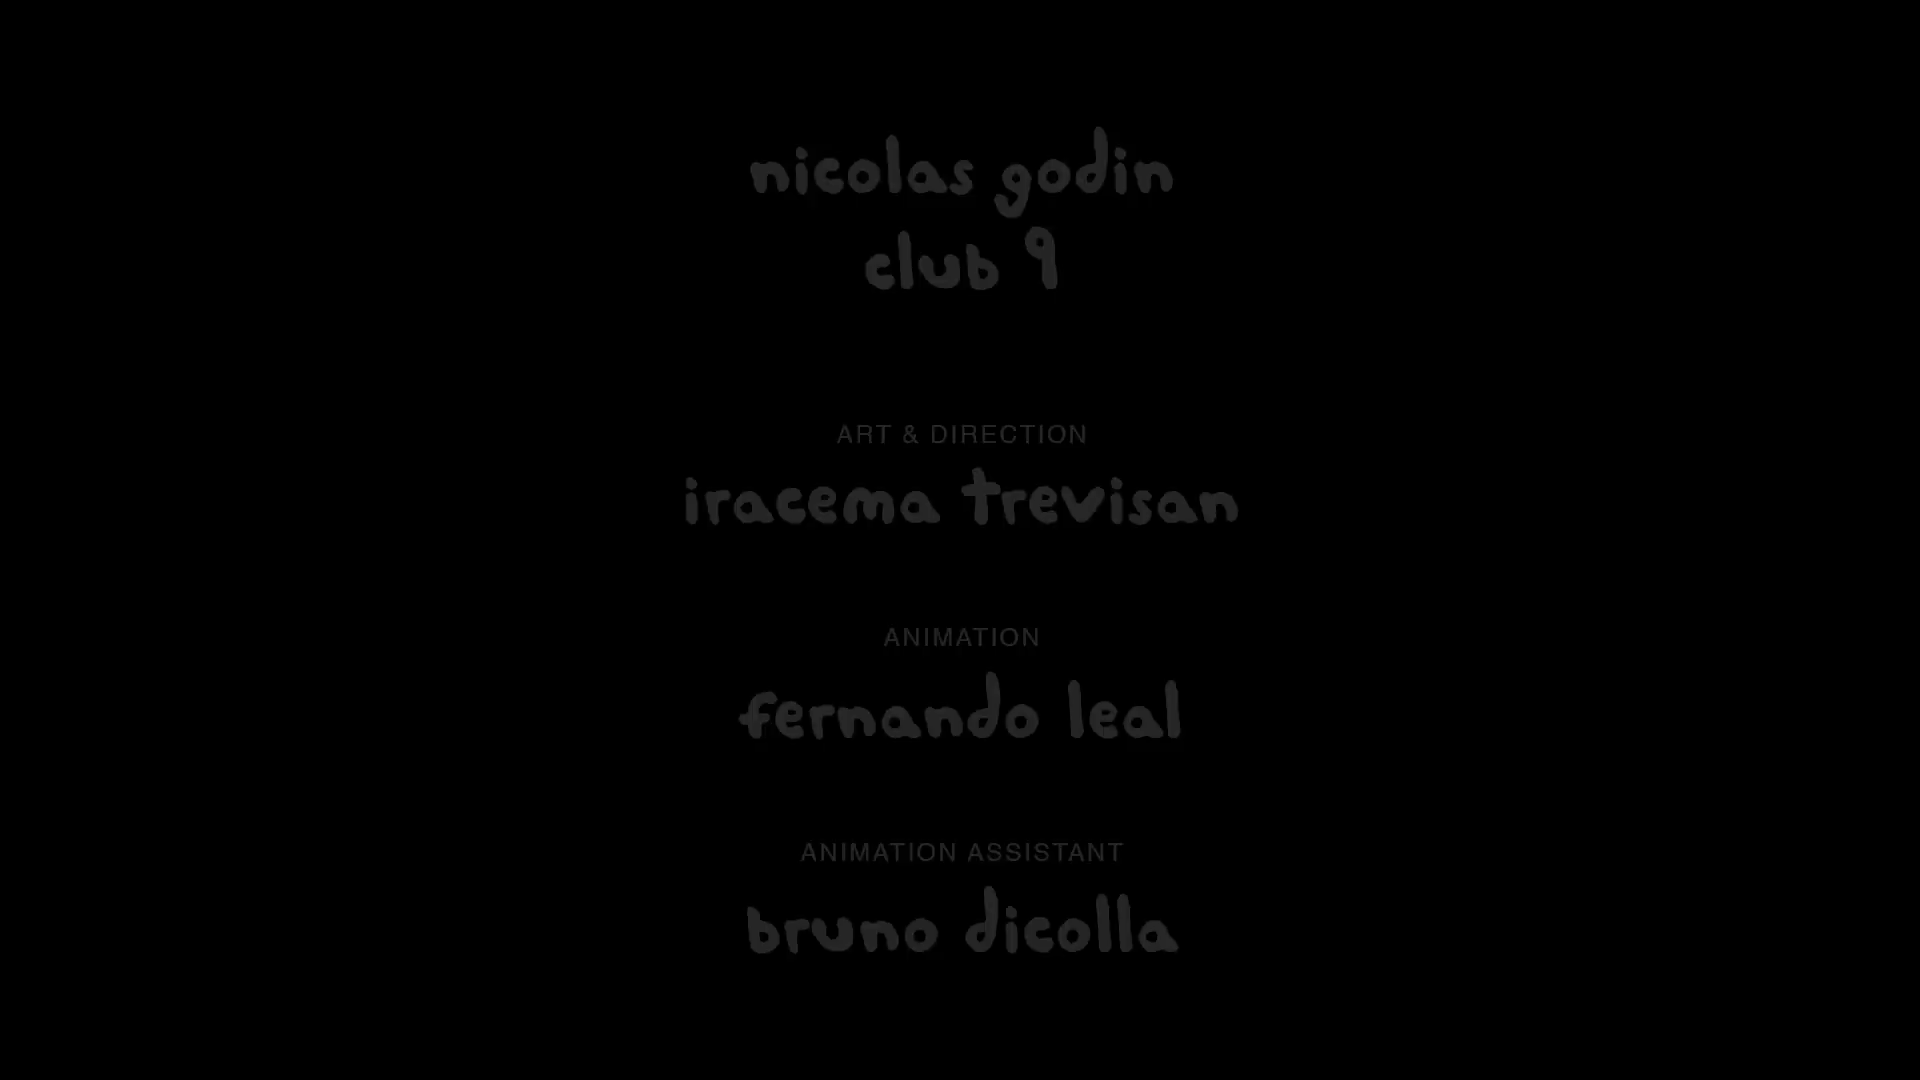 nicolas godin
club 9
ART & DIRECTION
iracema trevisan
ANIMATION
fernando leal
ANIMATION ASSISTANT
bruno dicolla